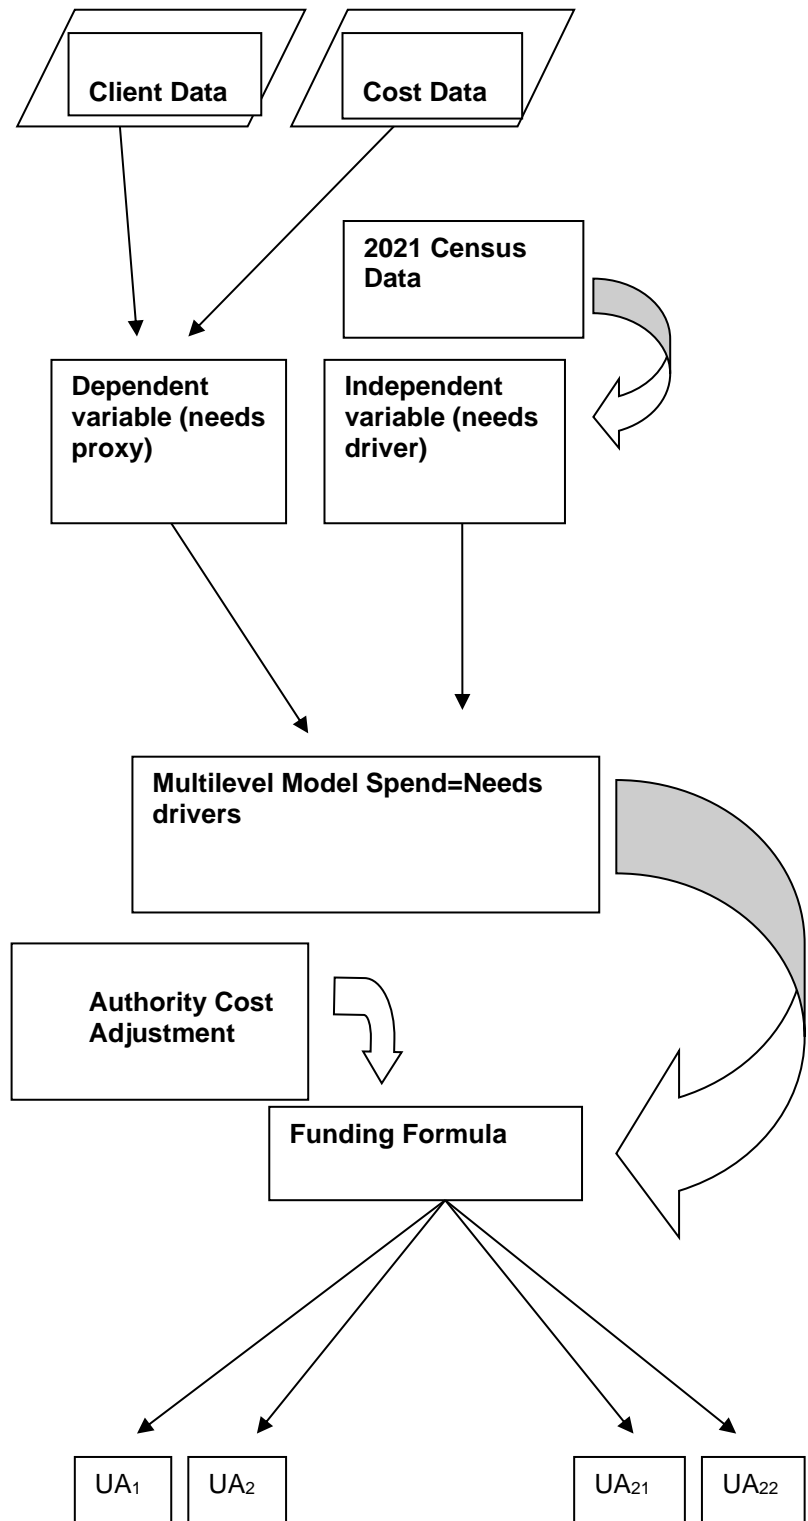 Client Data
Cost Data
2021 Census
Data
Dependent
variable (needs
proxy)
Independent
variable (needs
driver)
Multilevel Model Spend=Needs
drivers
Authority Cost
Adjustment
Funding Formula
UA₁
UA₂
UA₂₁
UA₂₂